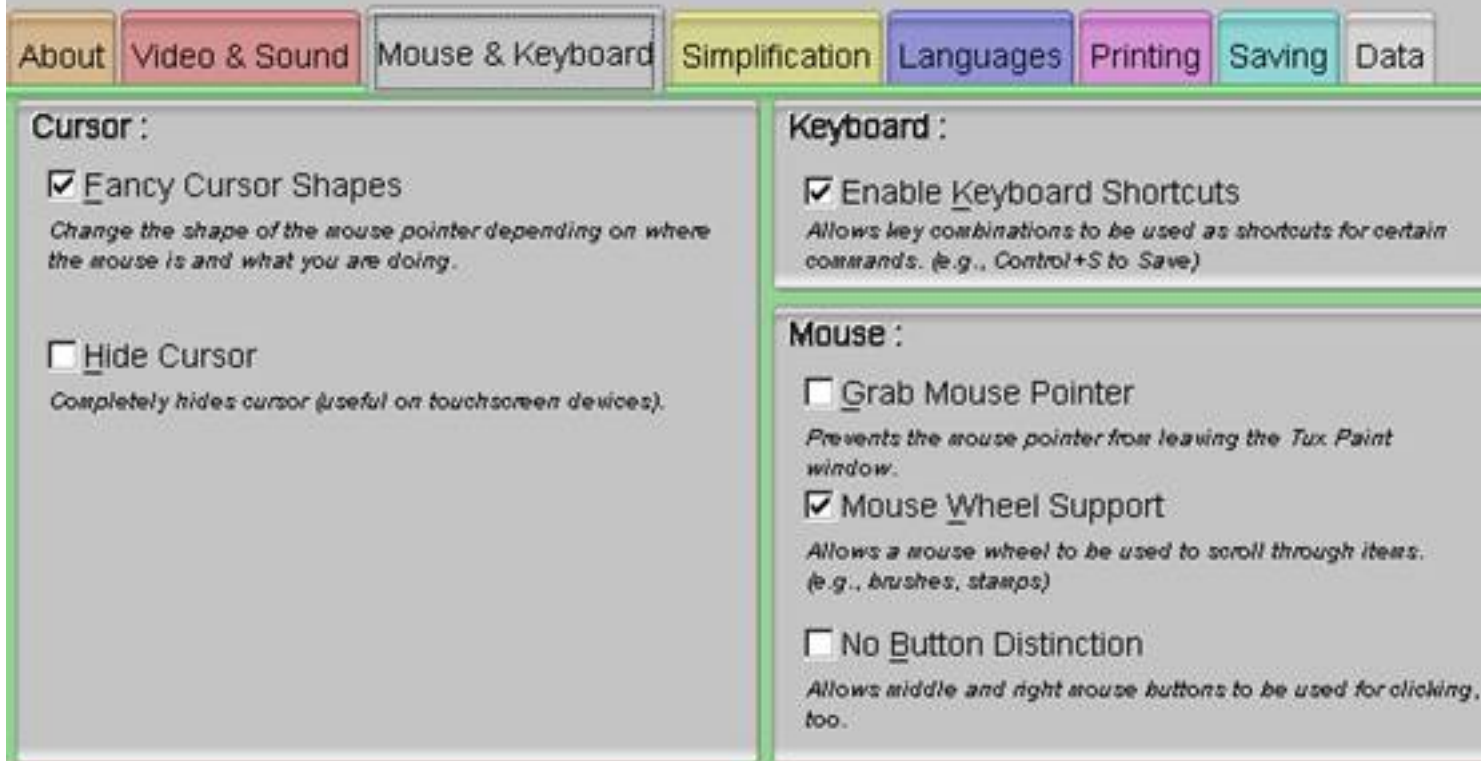 About Video & Sound Mouse & Keyboard Simplification Languages Printing Saving Data
Cursor :
Fancy Cursor Shapes
Change the shape of the mouse pointer depending on where
the mouse is and what you are doing.
Hide Cursor
Completely hides cursor (useful on touchscreen devices).
Keyboard :
Enable Keyboard Shortcuts
Allows key combinations to be used as shortcuts for certain
commands. (e.g., Control+S to Save)
Mouse :
Grab Mouse Pointer
Prevents the mouse pointer from leaving the Tux Paint
window.
Mouse Wheel Support
Allows a mouse wheel to be used to scroll through items.
(e.g., brushes, stamps)
No Button Distinction
Allows middle and right mouse buttons to be used for clicking,
too.